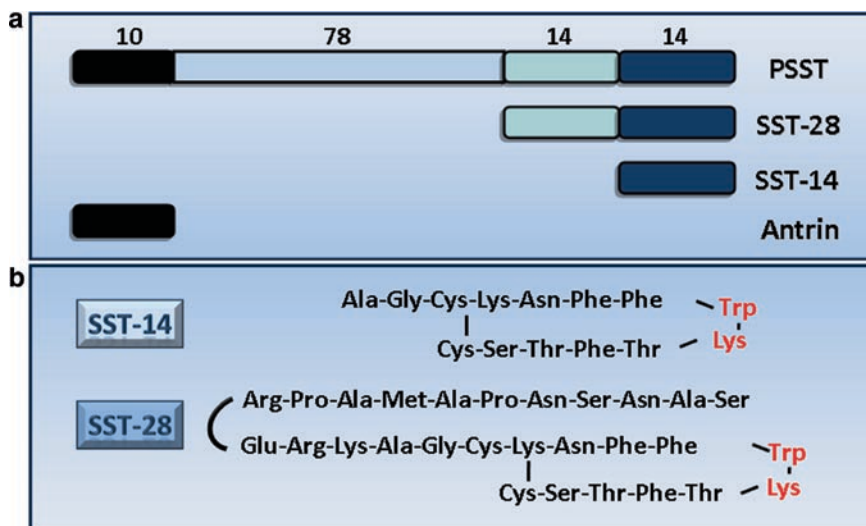 a
10 78 14 14
PSST
SST-28
SST-14
Antrin
b
SST-14
Ala-Gly-Cys-Lys-Asn-Phe-Phe
Trp
Lys
Cys-Ser-Thr-Phe-Thr
SST-28
Arg-Pro-Ala-Met-Ala-Pro-Asn-Ser-Asn-Ala-Ser
Glu-Arg-Lys-Ala-Gly-Cys-Lys-Asn-Phe-Phe
Trp
Lys
Cys-Ser-Thr-Phe-Thr